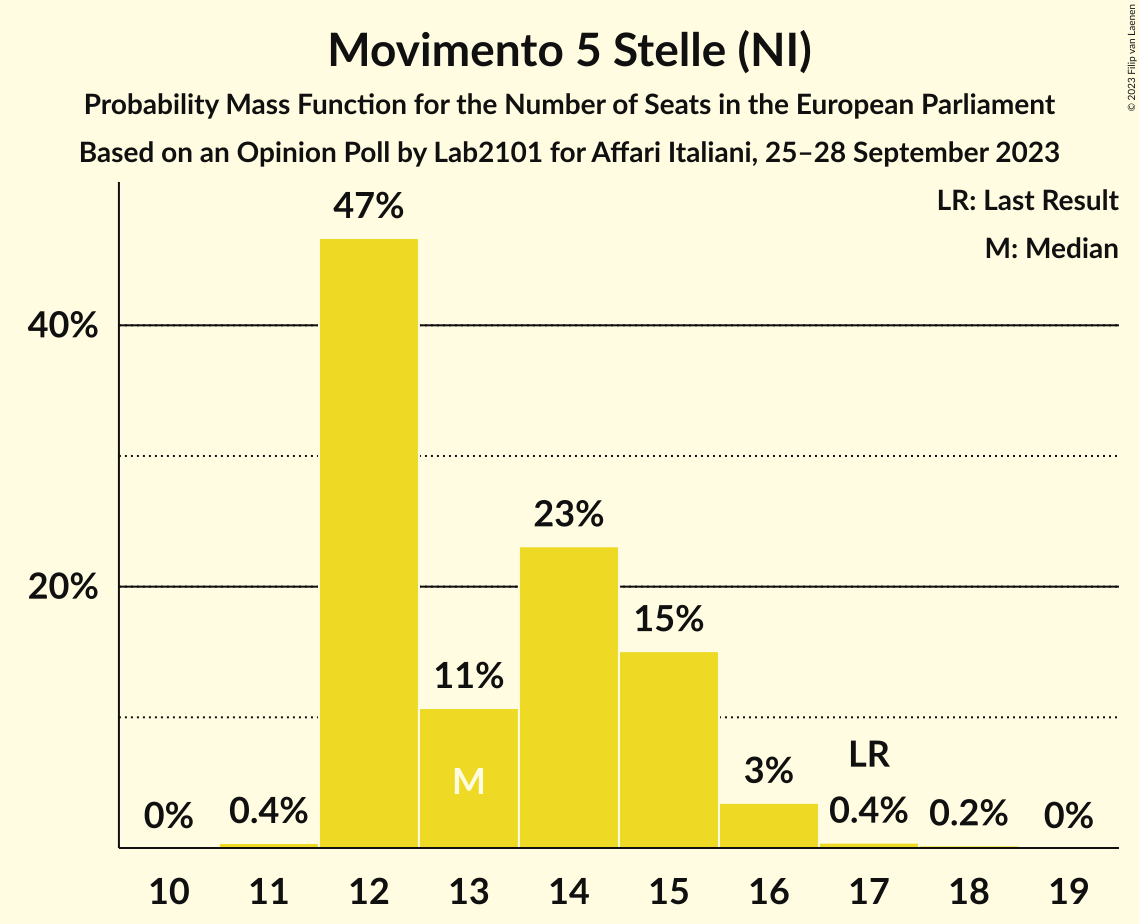 Movimento 5 Stelle (NI)
Probability Mass Function for the Number of Seats in the European Parliament
Based on an Opinion Poll by Lab2101 for Affari Italiani, 25–28 September 2023
© 2023 Filip van Laenen
LR: Last Result
M: Median
47%
40%
23%
20%
15%
11%
M
LR
3%
0%
0.4%
0.4%
0.2%
0%
10 11 12 13 14 15 16 17 18 19